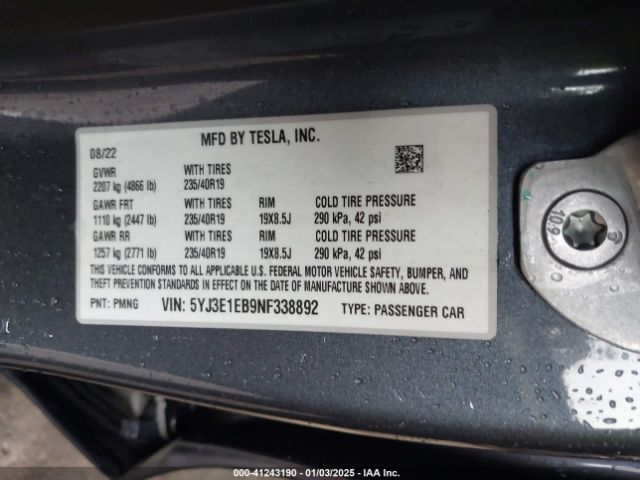 MFD BY TESLA, INC.
08/22
GVWR WITH TIRES
2207 kg (4866 lb) 235/40R19
GAWR FRT WITH TIRES RIM COLD TIRE PRESSURE
1110 kg (2447 lb) 235/40R19 19X8.5J 290 kPa, 42 psi
GAWR RR WITH TIRES RIM COLD TIRE PRESSURE
1257 kg (2771 lb) 235/40R19 19X8.5J 290 kPa, 42 psi
THIS VEHICLE CONFORMS TO ALL APPLICABLE U.S. FEDERAL MOTOR VEHICLE SAFETY, BUMPER, AND
THEFT PREVENTION STANDARDS IN EFFECT ON THE DATE OF MANUFACTURE SHOWN ABOVE.
PNT: PMNG VIN: 5YJ3E1EB9NF338892 TYPE: PASSENGER CAR
10.9
000-41243190 - 01/03/2025 - IAA Inc.